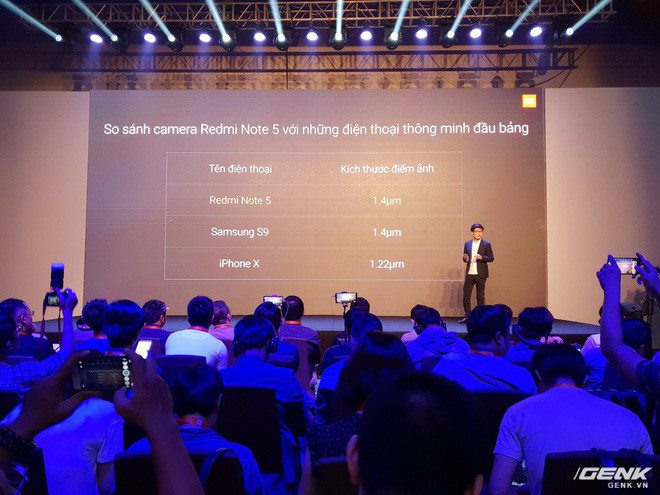 So sánh camera Redmi Note 5 với những điện thoại thông minh đầu bảng
Tên điện thoại Kích thước điểm ảnh
Redmi Note 5 1.4µm
Samsung S9 1.4µm
iPhone X 1.22µm
GENK
GENK.VN